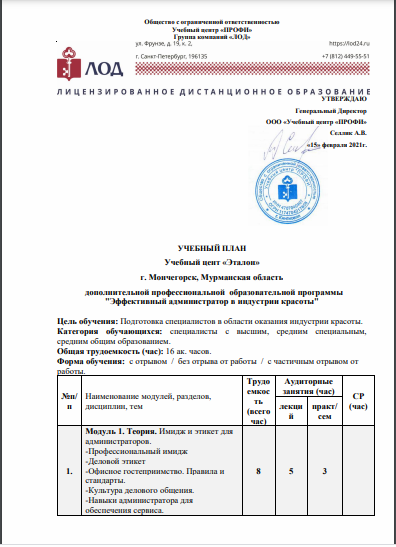 Общество с ограниченной ответственностью
Учебный центр «ПРОФИ»
Группа компаний «ЛОД»
ул. Фрунзе, д. 19, к. 2,
https://lod24.ru
г. Санкт-Петербург, 196135
+7 (812) 449-55-51
ЛОД
ЛИЦЕНЗИРОВАННОЕ ДИСТАНЦИОННОЕ ОБРАЗОВАНИЕ
УТВЕРЖДАЮ
Генеральный Директор
ООО «Учебный центр «ПРОФИ»
Селлик А.В.
«15» февраля 2021г.
УЧЕБНЫЙ ПЛАН
Учебный цент «Эталон»
г. Мончегорск, Мурманская область
дополнительной профессиональной образовательной программы
"Эффективный администратор в индустрии красоты"
Цель обучения: Подготовка специалистов в области оказания индустрии красоты.
Категория обучающихся: специалисты с высшим, средним специальным,
средним общим образованием.
Общая трудоемкость (час): 16 ак. часов.
Форма обучения: с отрывом / без отрыва от работы / с частичным отрывом от
работы.
№п/
п
Наименование модулей, разделов,
дисциплин, тем
Трудо
емкос
ть
(всего
час)
Аудиторные
занятия (час)
лекци
й
практ/
сем
СР
(час)
1.
Модуль 1. Теория. Имидж и этикет для
администраторов.
-Профессиональный имидж
-Деловой этикет
-Офисное гостеприимство. Правила и
стандарты.
-Культура делового общения.
-Навыки администратора для
обеспечения сервиса.
8
5
3